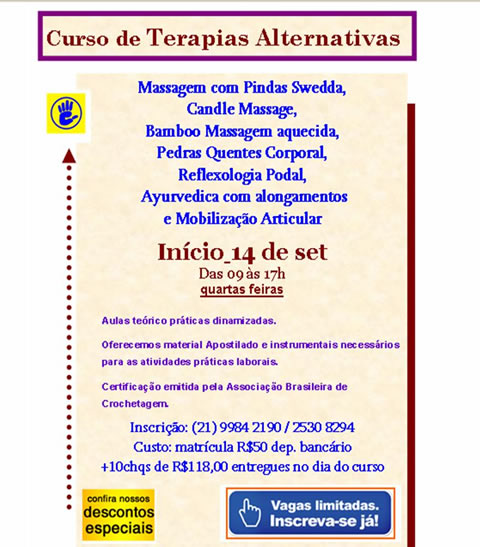 Curso de Terapias Alternativas
Massagem com Pindas Swedda,
Candle Massage,
Bamboo Massagem aquecida,
Pedras Quentes Corporal,
Reflexologia Podal,
Ayurvedica com alongamentos
e Mobilização Articular
Início_14 de set
Das 09 às 17h
quartas feiras
Aulas teórico práticas dinamizadas.
Oferecemos material Apostilado e instrumentais necessários
para as atividades práticas laborais.
Certificação emitida pela Associação Brasileira de
Crochetagem.
Inscrição: (21) 9984 2190 / 2530 8294
Custo: matrícula R$50 dep. bancário
+10chqs de R$118,00 entregues no dia do curso
confira nossos
descontos
especiais
Vagas limitadas.
Inscreva-se já!